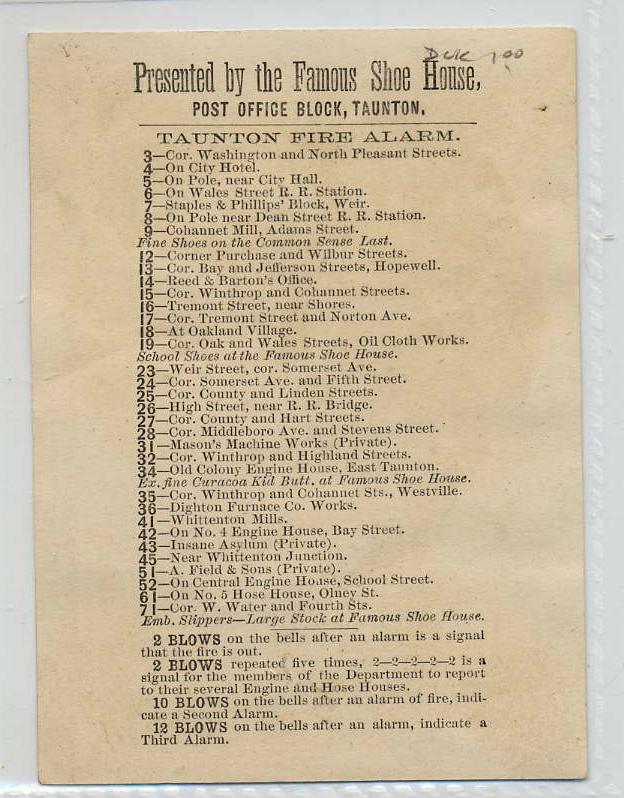 Presented by the Famous Shoe House,
POST OFFICE BLOCK, TAUNTON.
TAUNTON FIRE ALARM.
3—Cor. Washington and North Pleasant Streets.
4—On City Hotel.
5—On Pole, near City Hall.
6—On Wales Street R. R. Station.
7—Staples & Phillips' Block, Weir.
8—On Pole near Dean Street R. R. Station.
9—Cohannet Mill, Adams Street.
Fine Shoes on the Common Sense Last.
12—Corner Purchase and Wilbur Streets.
13—Cor. Bay and Jefferson Streets, Hopewell.
14—Reed & Barton's Office.
15—Cor. Winthrop and Cohannet Streets.
16—Tremont Street, near Shores.
17—Cor. Tremont Street and Norton Ave.
18—At Oakland Village.
19—Cor. Oak and Wales Streets, Oil Cloth Works.
School Shoes at the Famous Shoe House.
23—Weir Street, cor. Somerset Ave.
24—Cor. Somerset Ave. and Fifth Street.
25—Cor. County and Linden Streets.
26—High Street, near R. R. Bridge.
27—Cor. County and Hart Streets.
28—Cor. Middleboro Ave. and Stevens Street.
31—Mason's Machine Works (Private).
32—Cor. Winthrop and Highland Streets.
34—Old Colony Engine House, East Taunton.
Ex. fine Curacoa Kid Butt. at Famous Shoe House.
35—Cor. Winthrop and Cohannet Sts., Westville.
36—Dighton Furnace Co. Works.
41—Whittenton Mills.
42—On No. 4 Engine House, Bay Street.
43—Insane Asylum (Private).
45—Near Whittenton Junction.
51—A. Field & Sons (Private).
52—On Central Engine House, School Street.
61—On No. 5 Hose House, Olney St.
71—Cor. W. Water and Fourth Sts.
Emb. Slippers—Large Stock at Famous Shoe House.
2 BLOWS on the bells after an alarm is a signal
that the fire is out.
2 BLOWS repeated five times, 2—2—2—2—2 is a
signal for the members of the Department to report
to their several Engine and Hose Houses.
10 BLOWS on the bells after an alarm of fire, indi-
cate a Second Alarm.
12 BLOWS on the bells after an alarm, indicate a
Third Alarm.